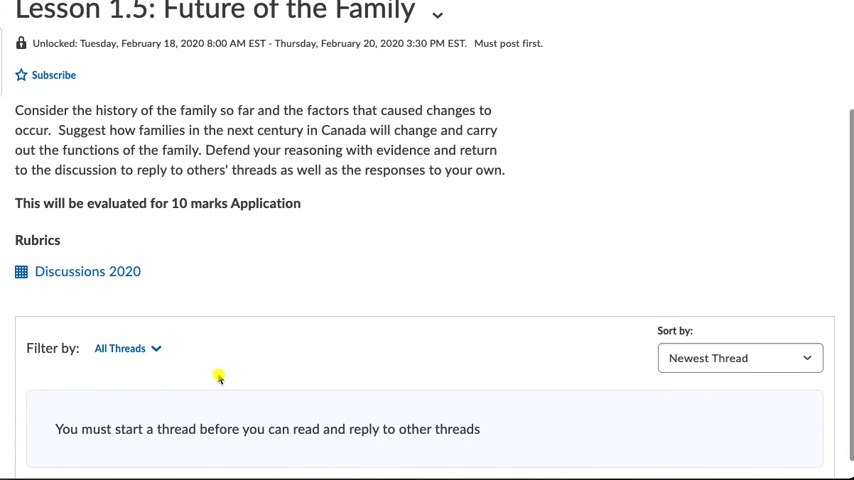 Lesson 1.5: Future of the Family
Unlocked: Tuesday, February 18, 2020 8:00 AM EST - Thursday, February 20, 2020 3:30 PM EST. Must post first.
Subscribe
Consider the history of the family so far and the factors that caused changes to
occur. Suggest how families in the next century in Canada will change and carry
out the functions of the family. Defend your reasoning with evidence and return
to the discussion to reply to others' threads as well as the responses to your own.
This will be evaluated for 10 marks Application
Rubrics
Discussions 2020
Sort by:
Filter by: All Threads
Newest Thread
You must start a thread before you can read and reply to other threads